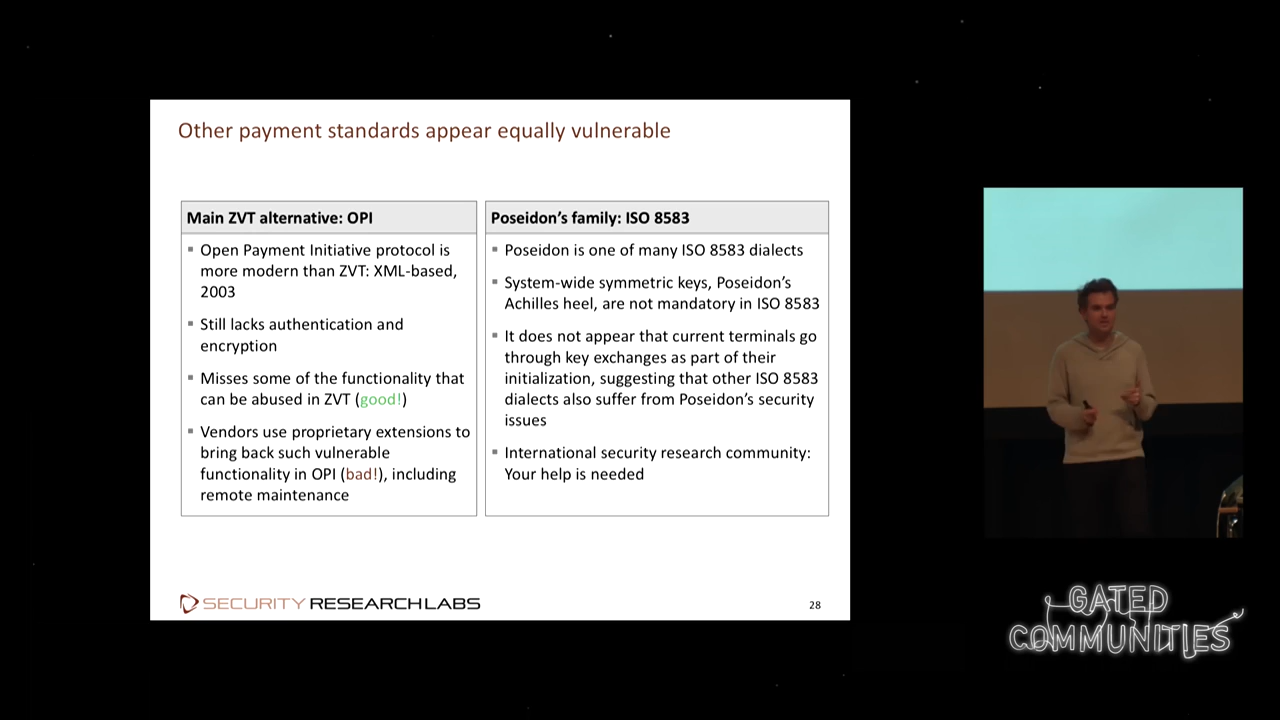 Other payment standards appear equally vulnerable
Main ZVT alternative: OPI
Open Payment Initiative protocol is
more modern than ZVT: XML-based,
2003
Still lacks authentication and
encryption
Misses some of the functionality that
can be abused in ZVT (good!)
Vendors use proprietary extensions to
bring back such vulnerable
functionality in OPI (bad!), including
remote maintenance
Poseidon's family: ISO 8583
Poseidon is one of many ISO 8583 dialects
System-wide symmetric keys, Poseidon's
Achilles heel, are not mandatory in ISO 8583
It does not appear that current terminals go
through key exchanges as part of their
initialization, suggesting that other ISO 8583
dialects also suffer from Poseidon's security
issues
International security research community:
Your help is needed
SECURITY RESEARCH LABS
28
GATED
COMMUNITIES